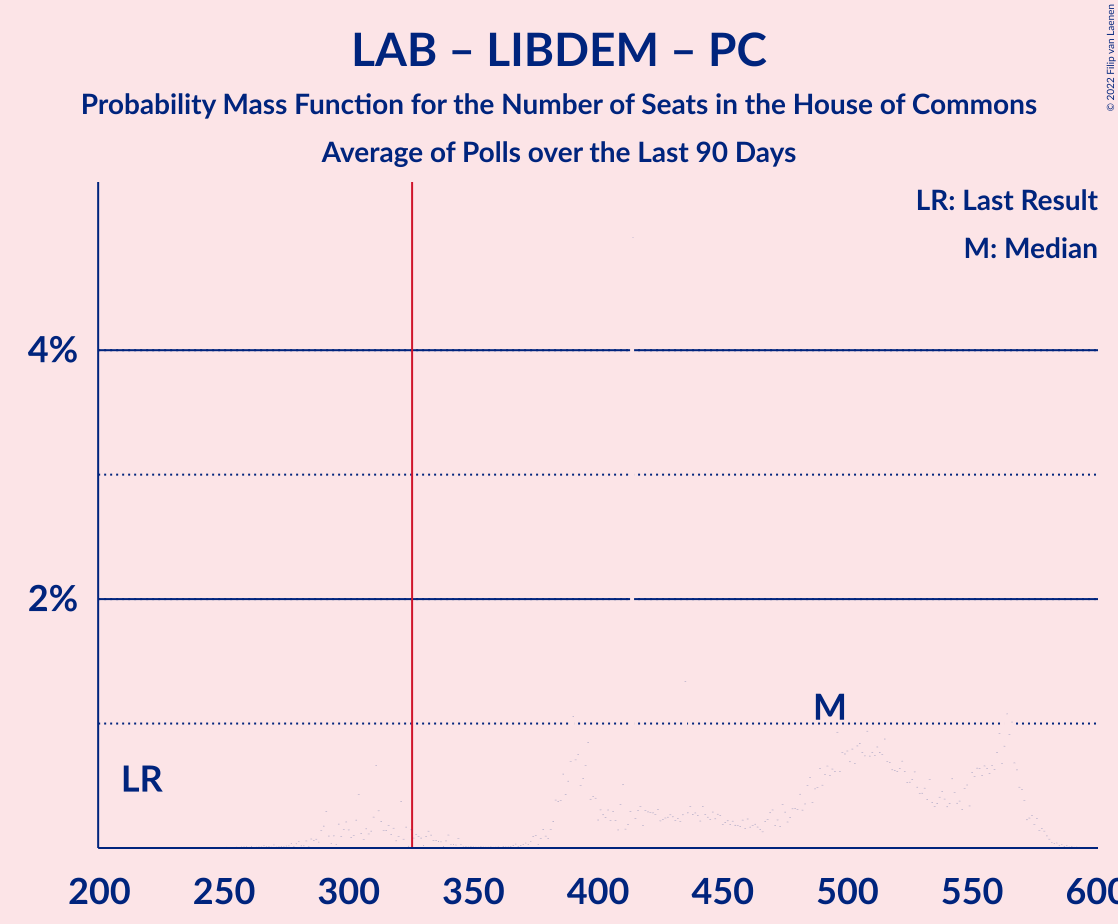 LAB – LIBDEM – PC
Probability Mass Function for the Number of Seats in the House of Commons
Average of Polls over the Last 90 Days
© 2022 Filip van Laenen
LR: Last Result
M: Median
4%
2%
M
LR
200 250 300 350 400 450 500 550 600